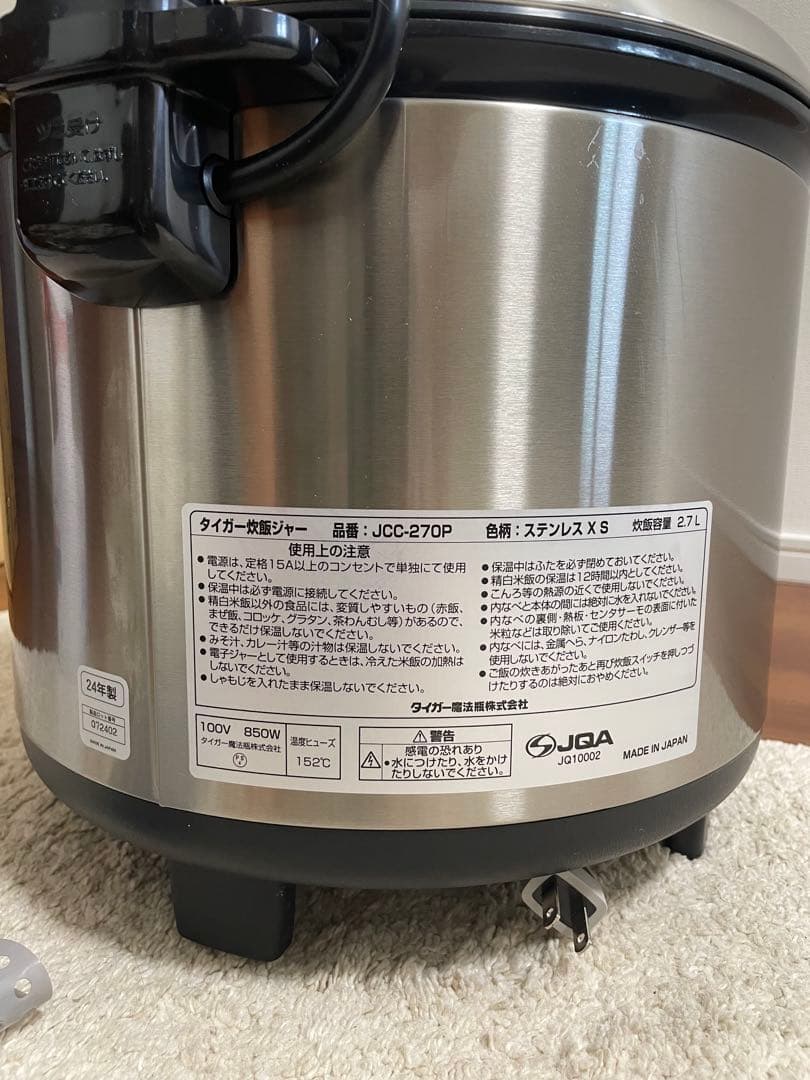 つゆ受け
タイガー炊飯ジャー 品番：JCC-270P 色柄：ステンレス X S 炊飯容量 2.7L
使用上の注意
●電源は、定格15A以上のコンセントで単独にて使用
してください。
●保温中は必ず電源に接続してください。
●精白米飯以外の食品には、変質しやすいもの（赤飯、
まぜ飯、コロッケ、グラタン、茶わんむし等）があるので、
できるだけ保温しないでください。
●みそ汁、カレー汁等の汁物は保温しないでください。
●電子ジャーとして使用するときは、冷えた米飯の加熱は
しないでください。
●しゃもじを入れたまま保温しないでください。
●保温中はふたを必ず閉めておいてください。
●精白米飯の保温は12時間以内としてください。
●こんろ等の熱源の近くで使用しないでください。
●内なべと本体の間には絶対に水を入れないでください。
●内なべの裏側・熱板・センタサーモの表面に付いた
米粒などは取り除いてご使用ください。
●内なべには、金属へら、ナイロンたわし、クレンザー等を
使用しないでください。
●ご飯の炊きあがったあと再び炊飯スイッチを押しつづ
けたりするのは絶対におやめください。
タイガー魔法瓶株式会社
100V 850W
タイガー魔法瓶株式会社
PS
E
温度ヒューズ
152℃
警告
感電の恐れあり
●水につけたり、水をかけ
たりしないでください。
JQA
JQ10002
MADE IN JAPAN
24年製
製造ロット番号
072402
MADE IN JAPAN